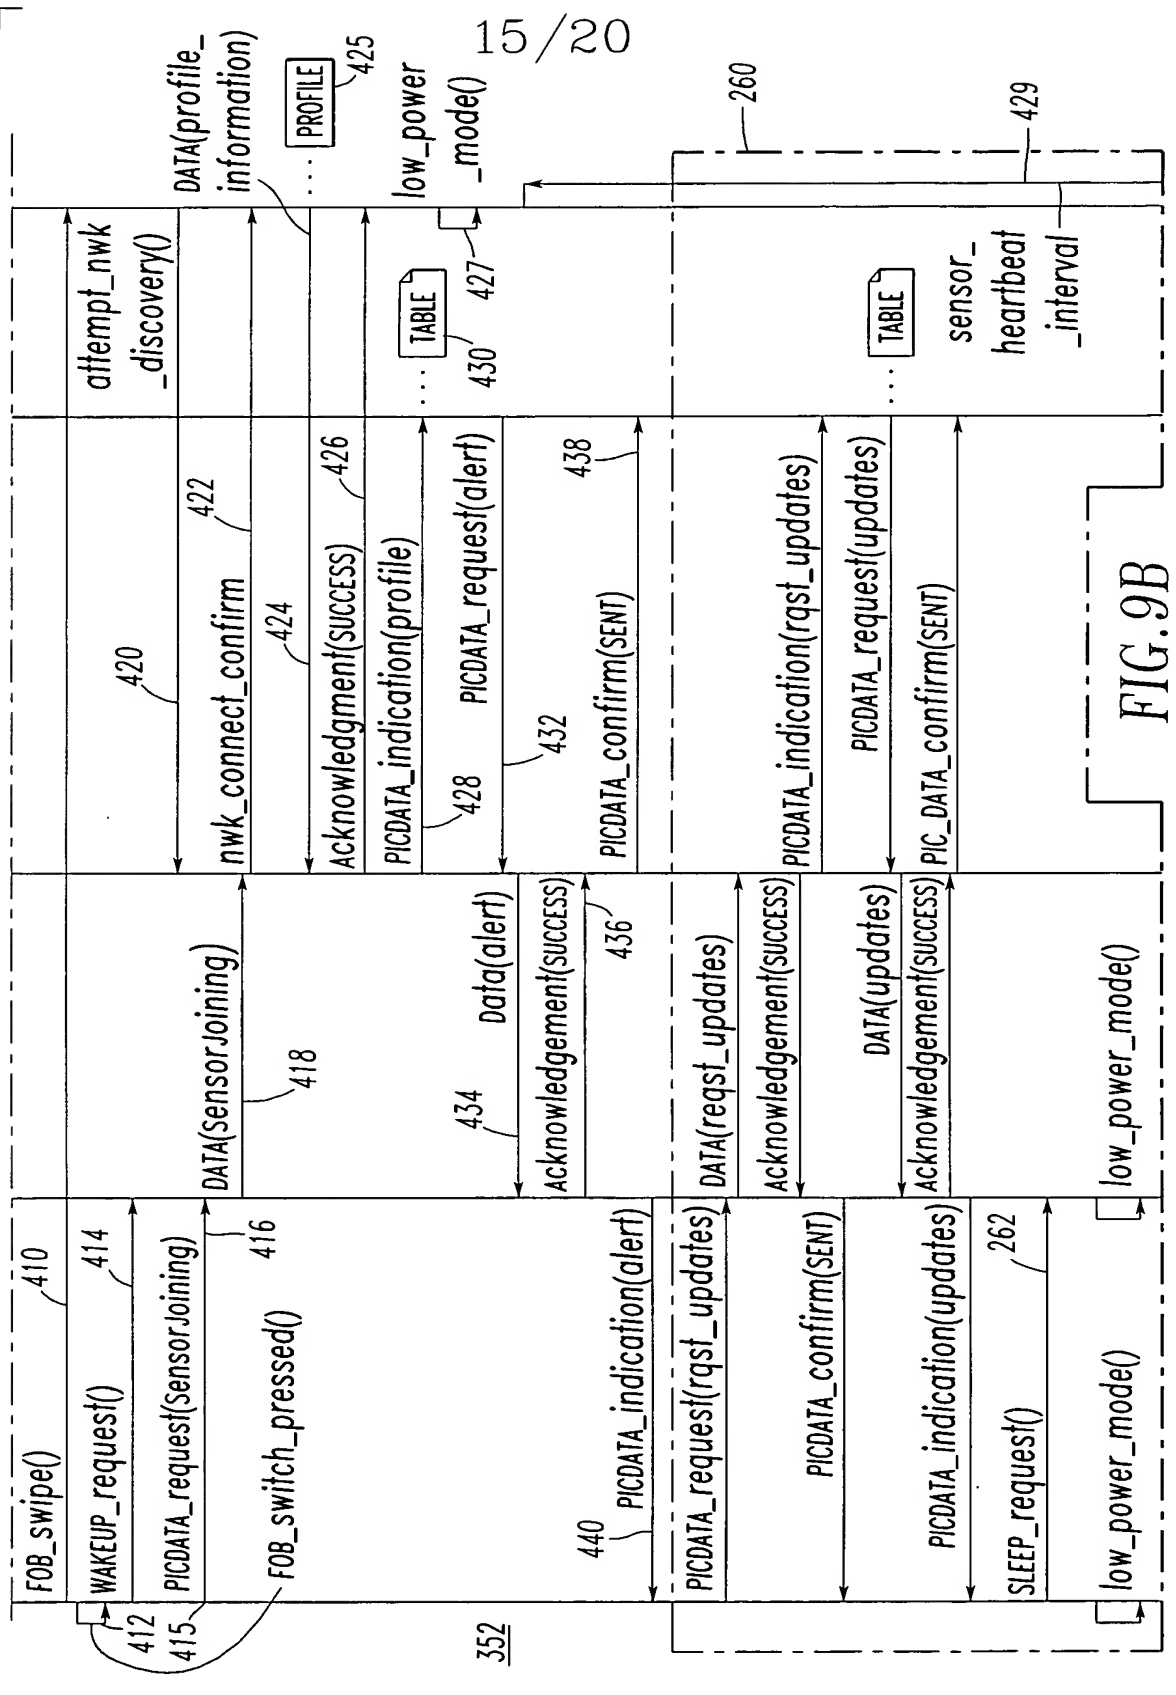 15/20
FOB_swipe()
410
attempt_nwk
_discovery()
WAKEUP_request()
414
412
420
DATA(profile_
information)
PICDATA_request(SensorJoining)
416
415
DATA(SensorJoining)
418
nwk_connect_confirm
422
FOB_switch_pressed()
424
... PROFILE
425
Acknowledgment(SUCCESS)
426
PICDATA_indication(profile)
428
... TABLE
430
low_power
_mode()
427
352
PICDATA_request(alert)
432
Data(alert)
434
Acknowledgement(SUCCESS)
436
PICDATA_confirm(SENT)
438
PICDATA_indication(alert)
440
260
PICDATA_request(rqst_updates)
DATA(reqst_updates)
Acknowledgement(SUCCESS)
PICDATA_indication(rqst_updates)
PICDATA_confirm(SENT)
PICDATA_request(updates)
... TABLE
DATA(updates)
Acknowledgement(SUCCESS)
PIC_DATA_confirm(SENT)
PICDATA_indication(updates)
sensor_
heartbeat
_interval
429
SLEEP_request()
262
low_power_mode()
low_power_mode()
FIG.9B